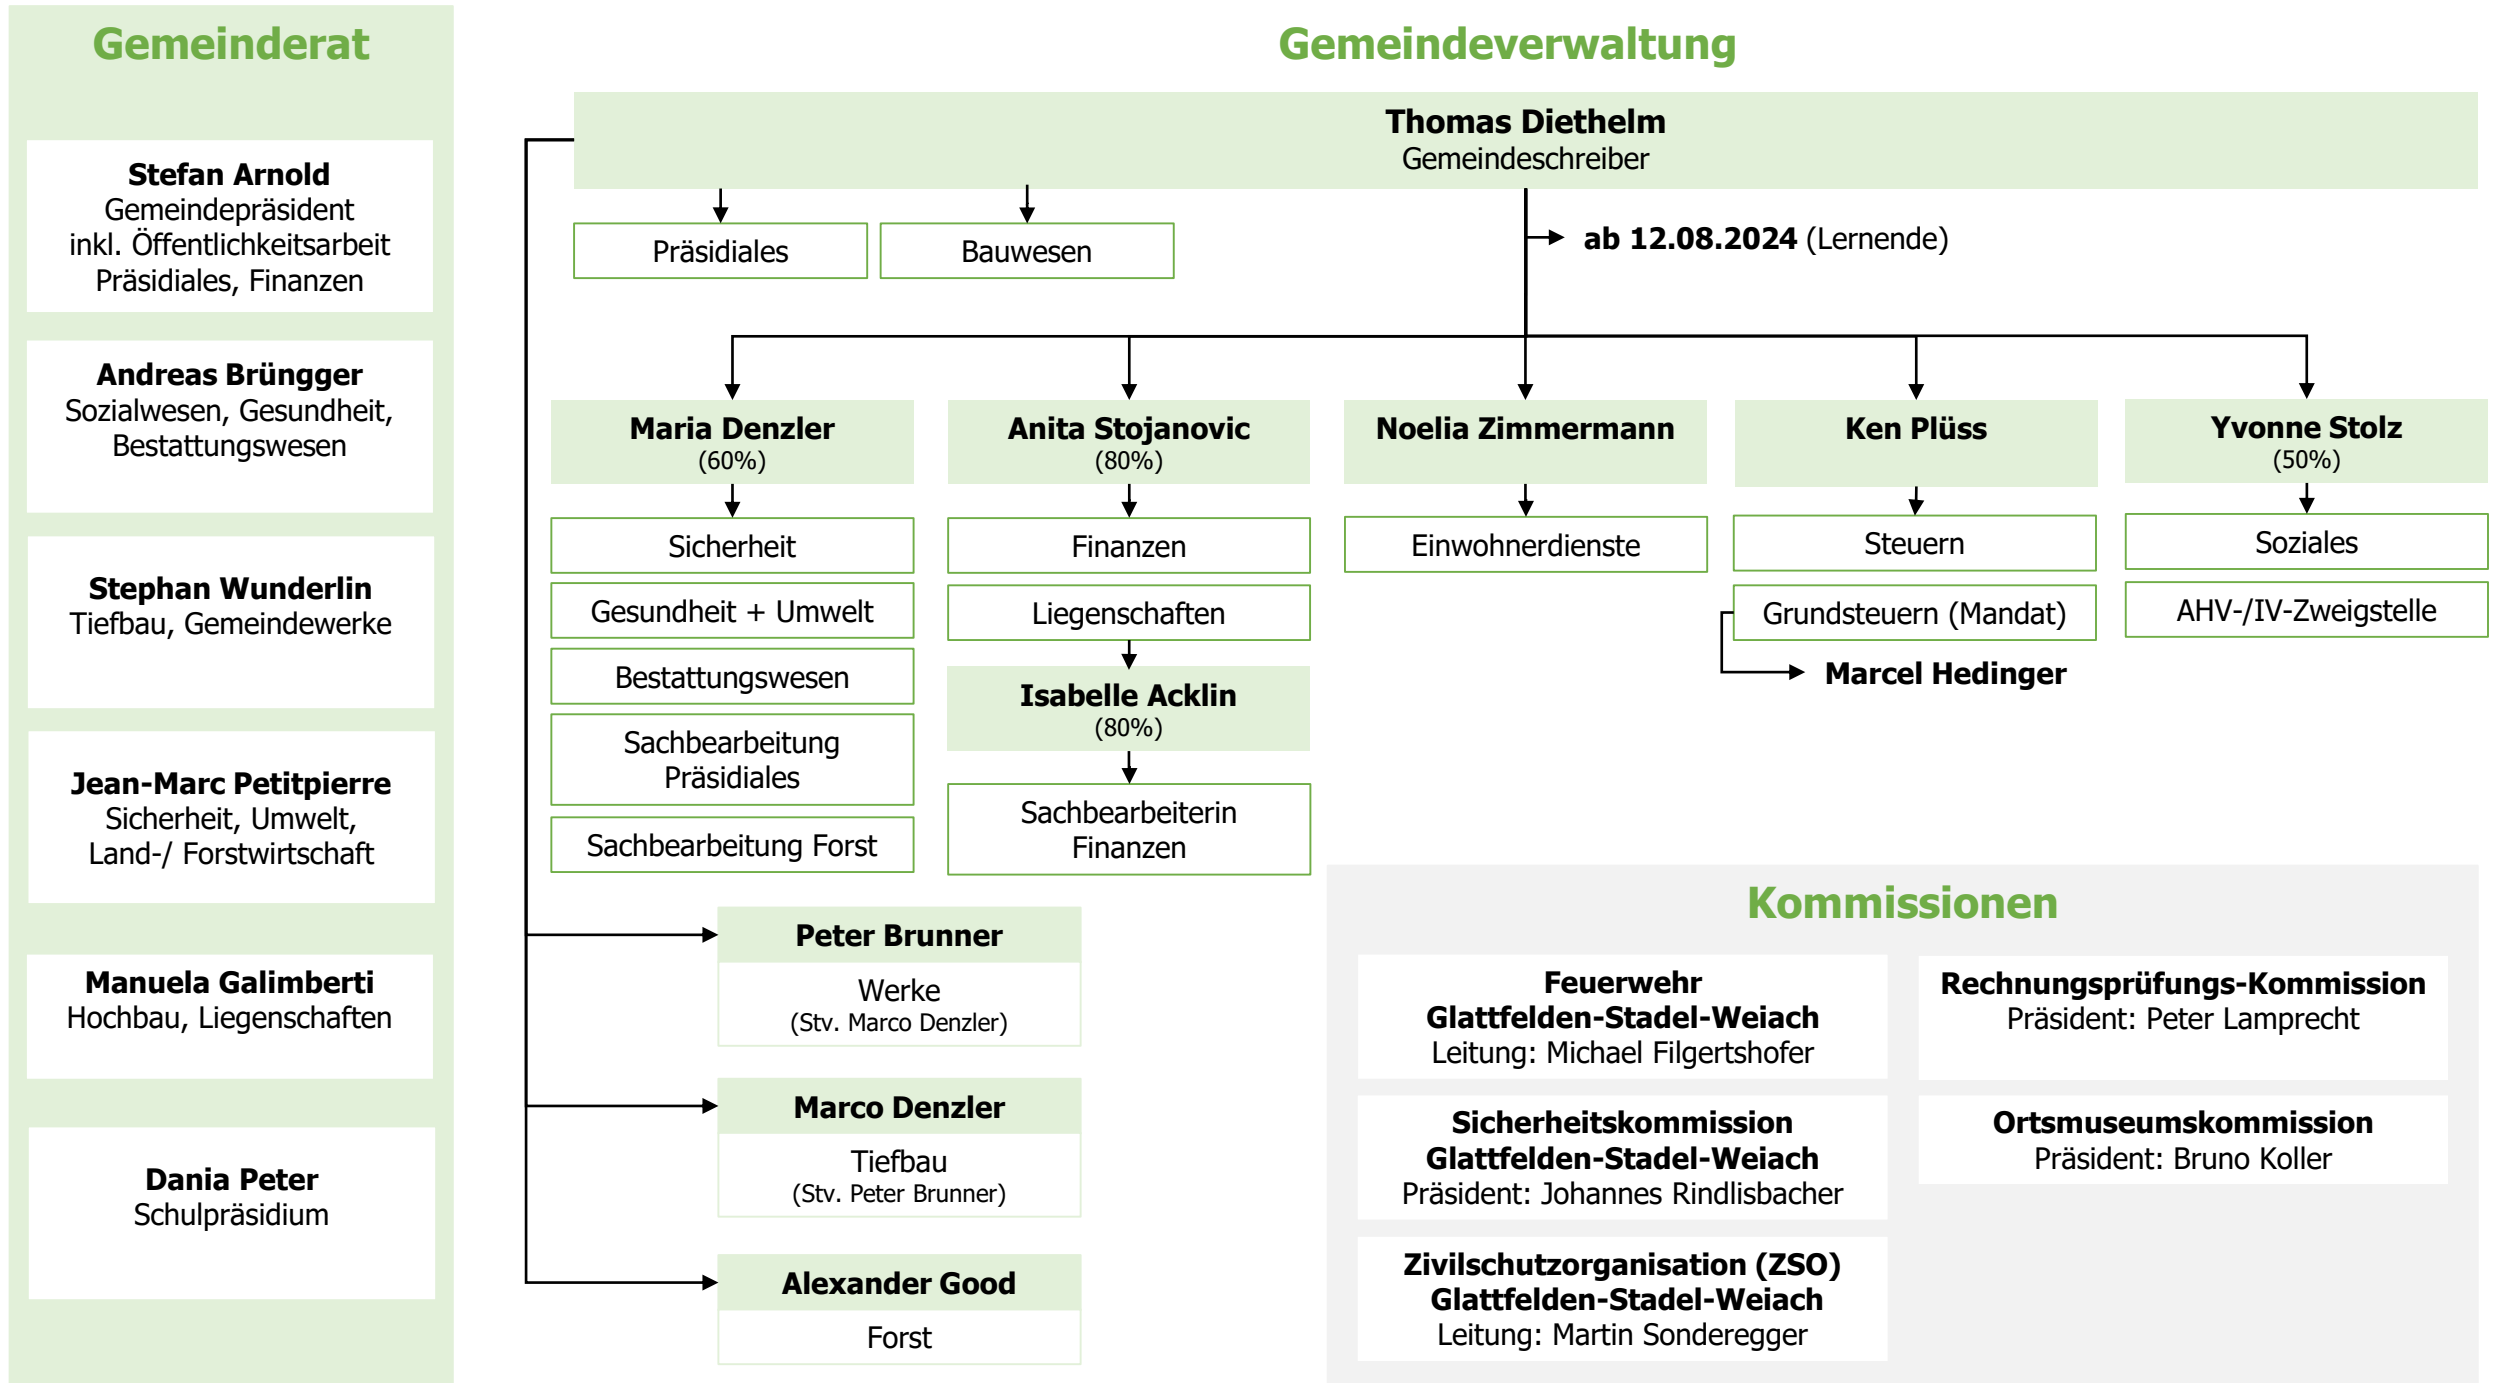 Gemeinderat
Stefan Arnold
Gemeindepräsident
inkl. Öffentlichkeitsarbeit
Präsidiales, Finanzen
Andreas Brüngger
Sozialwesen, Gesundheit,
Bestattungswesen
Stephan Wunderlin
Tiefbau, Gemeindewerke
Jean-Marc Petitpierre
Sicherheit, Umwelt,
Land-/ Forstwirtschaft
Manuela Galimberti
Hochbau, Liegenschaften
Dania Peter
Schulpräsidium
Gemeindeverwaltung
Thomas Diethelm
Gemeindeschreiber
Präsidiales
Bauwesen
ab 12.08.2024 (Lernende)
Maria Denzler
(60%)
Sicherheit
Gesundheit + Umwelt
Bestattungswesen
Sachbearbeitung
Präsidiales
Sachbearbeitung Forst
Anita Stojanovic
(80%)
Finanzen
Liegenschaften
Isabelle Acklin
(80%)
Sachbearbeiterin
Finanzen
Noelia Zimmermann
Einwohnerdienste
Ken Plüss
Steuern
Grundsteuern (Mandat)
Marcel Hedinger
Yvonne Stolz
(50%)
Soziales
AHV-/IV-Zweigstelle
Peter Brunner
Werke
(Stv. Marco Denzler)
Marco Denzler
Tiefbau
(Stv. Peter Brunner)
Alexander Good
Forst
Kommissionen
Feuerwehr
Glattfelden-Stadel-Weiach
Leitung: Michael Filgertshofer
Sicherheitskommission
Glattfelden-Stadel-Weiach
Präsident: Johannes Rindlisbacher
Zivilschutzorganisation (ZSO)
Glattfelden-Stadel-Weiach
Leitung: Martin Sonderegger
Rechnungsprüfungs-Kommission
Präsident: Peter Lamprecht
Ortsmuseumskommission
Präsident: Bruno Koller